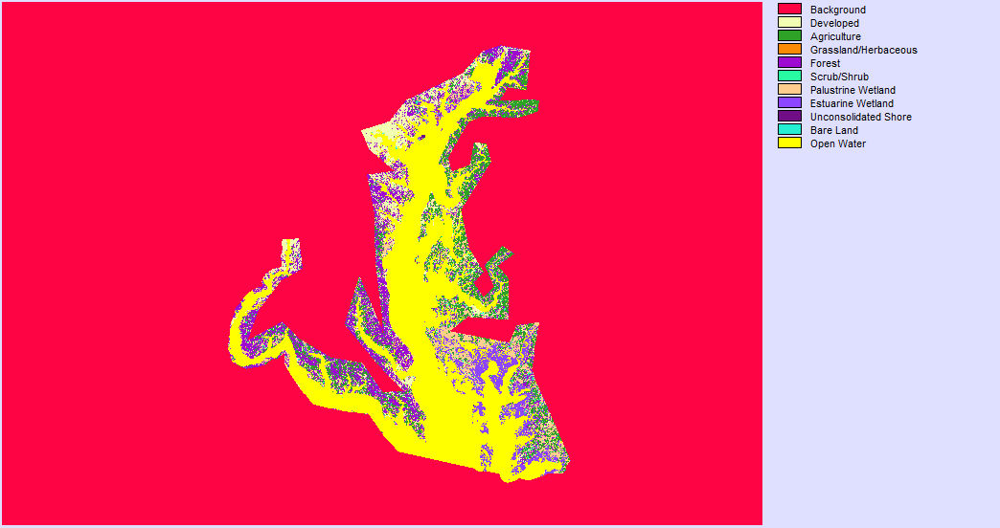 Background
Developed
Agriculture
Grassland/Herbaceous
Forest
Scrub/Shrub
Palustrine Wetland
Estuarine Wetland
Unconsolidated Shore
Bare Land
Open Water